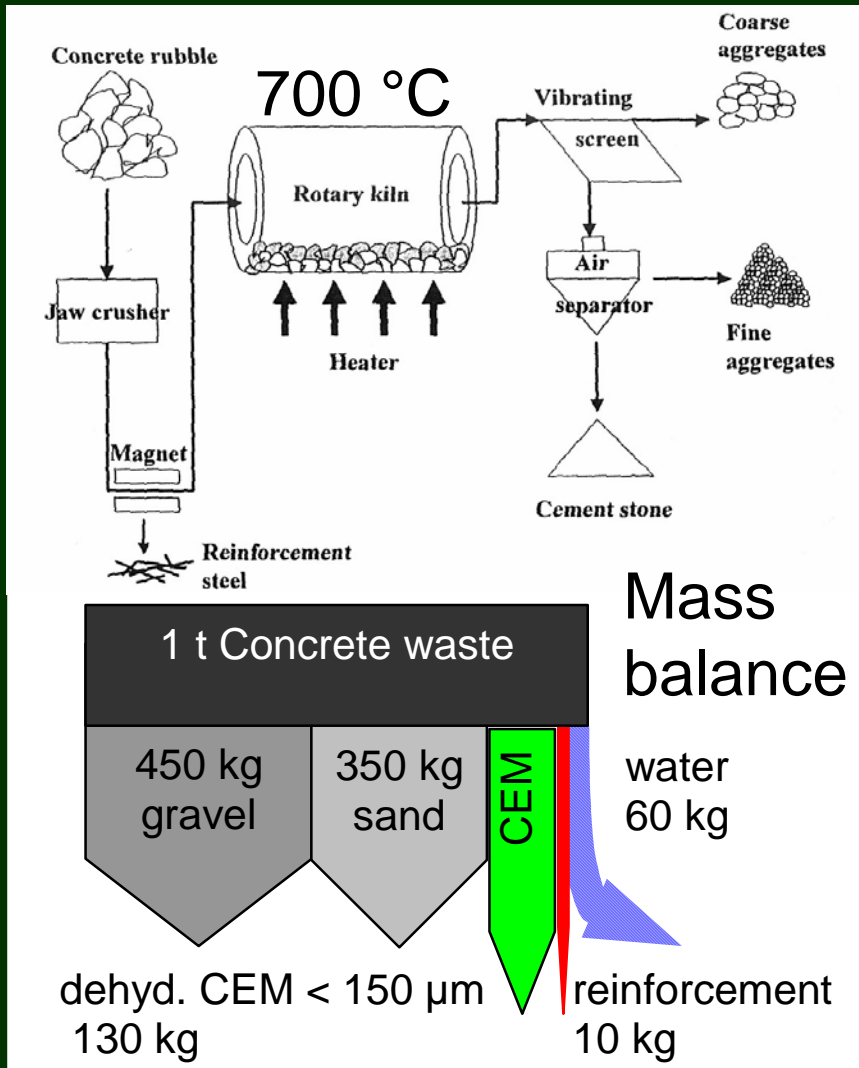 Concrete rubble
700 °C
Coarse
aggregates
Vibrating
screen
Rotary kiln
Jaw crusher
Air
separator
Fine
aggregates
Heater
Magnet
Cement stone
Reinforcement
steel
Mass
balance
1 t Concrete waste
450 kg
gravel
350 kg
sand
CEM
water
60 kg
dehyd. CEM < 150 µm
130 kg
reinforcement
10 kg